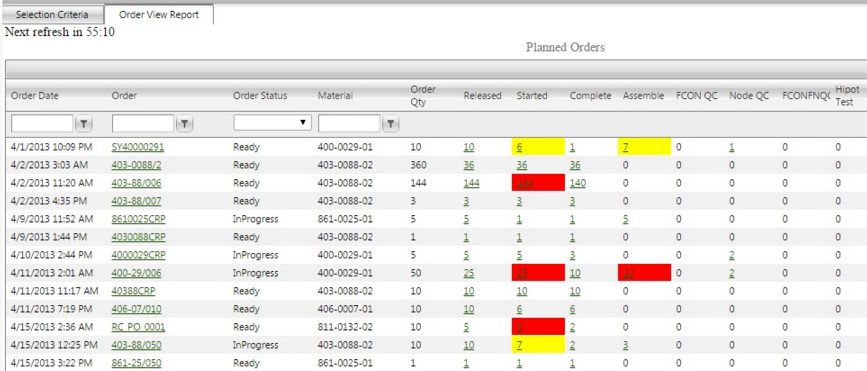 Selection Criteria Order View Report
Next refresh in 55:10
Planned Orders
Order Date Order Order Status Material Order Qty Released Started Complete Assemble FCON QC Node QC FCONFNQC Hipot Test
4/1/2013 10:09 PM SY40000291 Ready 400-0029-01 10 10 6 1 7 0 1 0 0
4/2/2013 3:03 AM 403-0088/2 Ready 403-0088-02 360 36 36 36 0 0 0 0 0
4/2/2013 11:20 AM 403-88/006 Ready 403-0088-02 144 144 140 0 0 0 0 0
4/2/2013 4:35 PM 403-88/007 Ready 403-0088-02 3 3 3 3 0 0 0 0 0
4/9/2013 11:52 AM 8610025CRP InProgress 861-0025-01 5 5 1 1 5 0 0 0 0
4/9/2013 1:44 PM 4030088CRP Ready 403-0088-02 1 1 1 1 0 0 0 0 0
4/10/2013 2:44 PM 4000029CRP InProgress 400-0029-01 5 5 5 3 0 0 2 0 0
4/11/2013 2:01 AM 400-29/006 InProgress 400-0029-01 50 25 10 0 2 0 0
4/11/2013 11:17 AM 40388CRP Ready 403-0088-02 10 10 10 10 0 0 0 0 0
4/11/2013 7:19 PM 406-07/010 Ready 406-0007-01 10 10 6 6 0 0 0 0 0
4/15/2013 2:36 AM RC_PO_0001 Ready 811-0132-02 10 5 2 0 0 0 0 0
4/15/2013 12:25 PM 403-88/050 InProgress 403-0088-02 10 10 7 2 3 0 0 0 0
4/15/2013 3:22 PM 861-25/050 Ready 861-0025-01 1 1 1 1 0 0 0 0 0